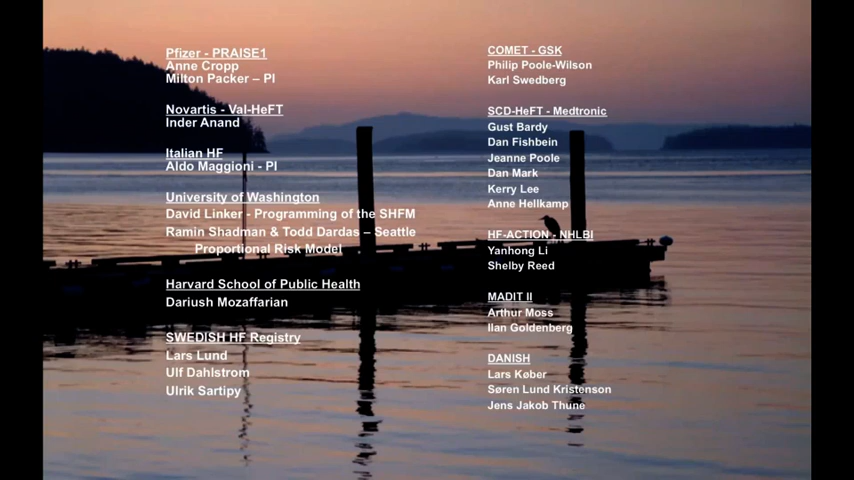 Pfizer - PRAISE1
Anne Cropp
Milton Packer – PI
Novartis - Val-HeFT
Inder Anand
Italian HF
Aldo Maggioni - PI
University of Washington
David Linker - Programming of the SHFM
Ramin Shadman & Todd Dardas – Seattle
Proportional Risk Model
Harvard School of Public Health
Dariush Mozaffarian
SWEDISH HF Registry
Lars Lund
Ulf Dahlstrom
Ulrik Sartipy
COMET - GSK
Philip Poole-Wilson
Karl Swedberg
SCD-HeFT - Medtronic
Gust Bardy
Dan Fishbein
Jeanne Poole
Dan Mark
Kerry Lee
Anne Hellkamp
HF-ACTION - NHLBI
Yanhong Li
Shelby Reed
MADIT II
Arthur Moss
Ilan Goldenberg
DANISH
Lars Køber
Søren Lund Kristenson
Jens Jakob Thune